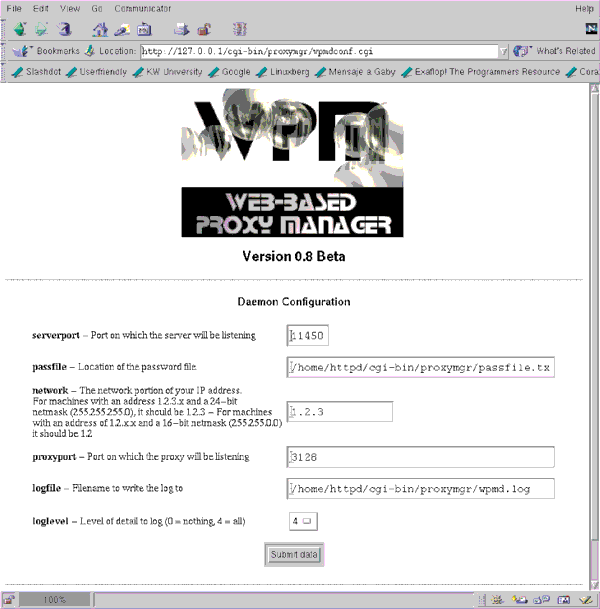 File Edit View Go Communicator Help
Bookmarks Location: http://127.0.0.1/cgi-bin/proxymgr/wpmdconf.cgi What's Related
Slashdot Userfriendly KW University Google Linuxberg Mensaje a Gaby Exaflop! The Programmers Resource Cora
WPM
WEB-BASED
PROXY MANAGER
Version 0.8 Beta
Daemon Configuration
serverport – Port on which the server will be listening 11450
passfile – Location of the password file. /home/httpd/cgi-bin/proxymgr/passfile.tx
network – The network portion of your IP address.
For machines with an address 1.2.3.x and a 24–bit
netmask (255.255.255.0), it should be 1.2.3 – For machines 1.2.3
with an address of 1.2.x.x and a 16–bit netmask (255.255.0.0)
it should be 1.2
proxyport – Port on which the proxy will be listening 3128
logfile – Filename to write the log to /home/httpd/cgi-bin/proxymgr/wpmd.log
loglevel – Level of detail to log (0 = nothing, 4 = all) 4
Submit data
100%